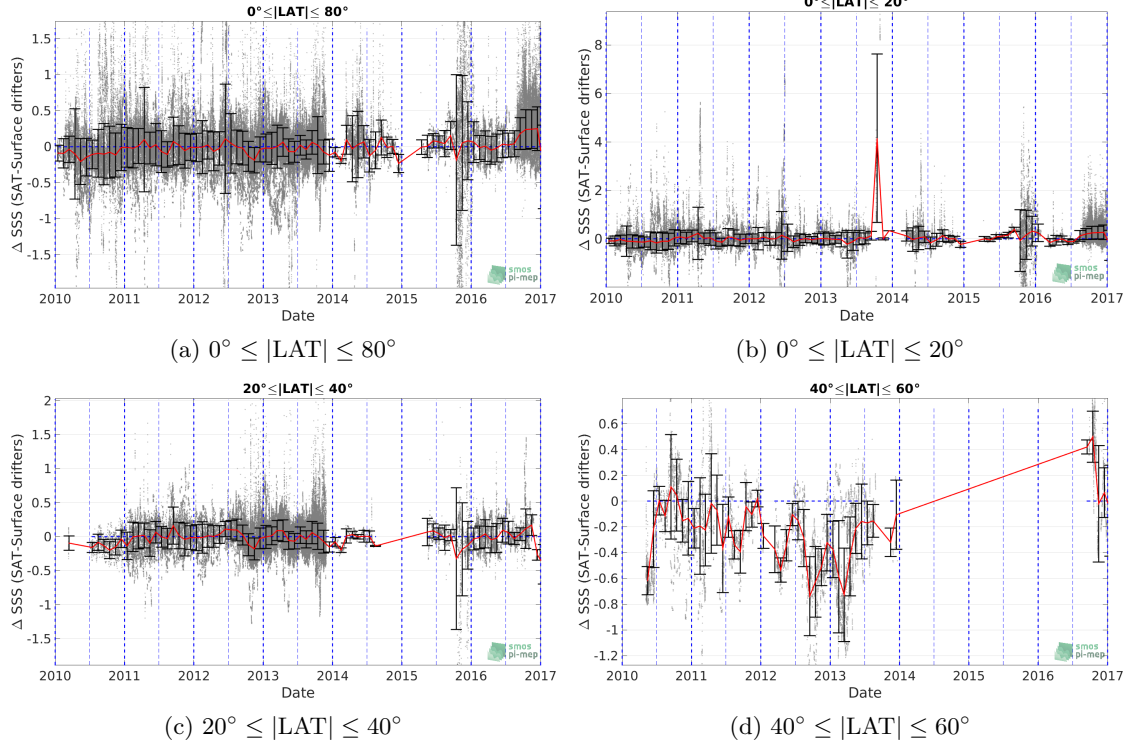 0°≤|LAT|≤ 80°
Δ SSS (SAT-Surface drifters)
1.5
1
0.5
0
-0.5
-1
-1.5
smos
pi-mep
2010 2011 2012 2013 2014 2015 2016 2017
Date
(a) 0° ≤ |LAT| ≤ 80°
0°≤|LAT|≤ 20°
Δ SSS (SAT-Surface drifters)
8
6
4
2
0
smos
pi-mep
2010 2011 2012 2013 2014 2015 2016 2017
Date
(b) 0° ≤ |LAT| ≤ 20°
20°≤|LAT|≤ 40°
Δ SSS (SAT-Surface drifters)
2
1.5
1
0.5
0
-0.5
-1
-1.5
smos
pi-mep
2010 2011 2012 2013 2014 2015 2016 2017
Date
(c) 20° ≤ |LAT| ≤ 40°
40°≤|LAT|≤ 60°
Δ SSS (SAT-Surface drifters)
0.6
0.4
0.2
0
-0.2
-0.4
-0.6
-0.8
-1
-1.2
smos
pi-mep
2010 2011 2012 2013 2014 2015 2016 2017
Date
(d) 40° ≤ |LAT| ≤ 60°